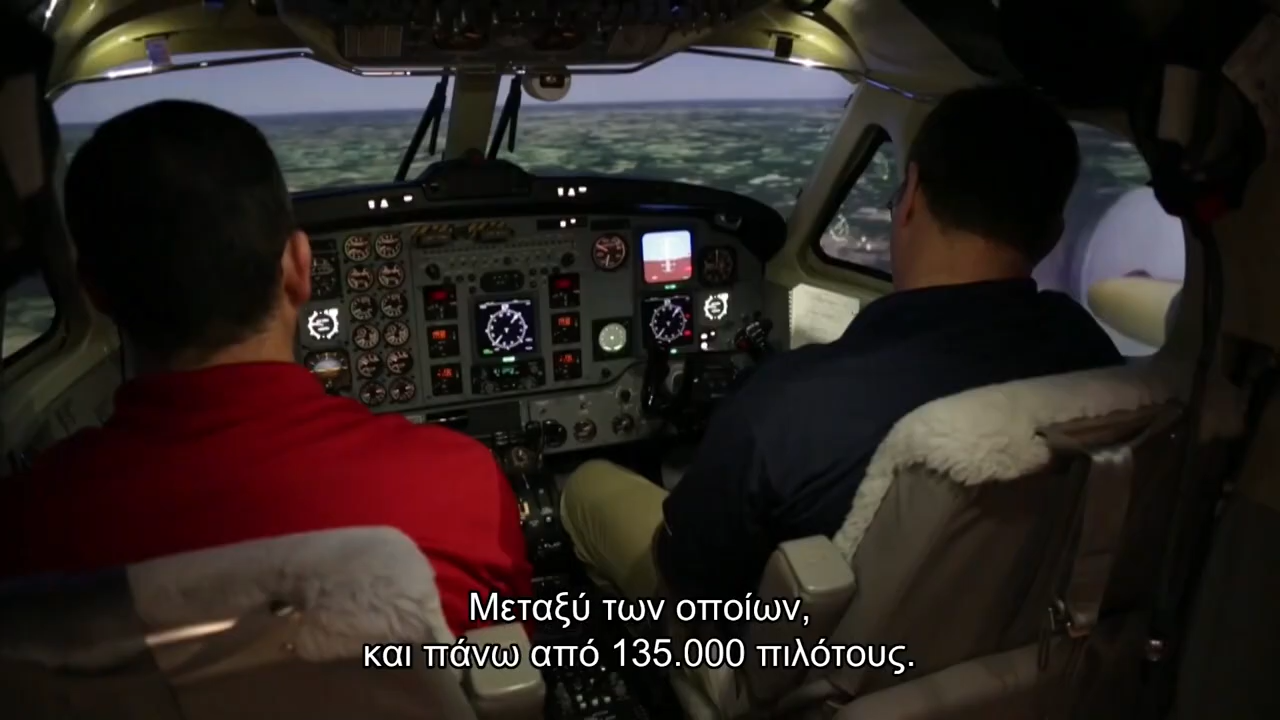 Μεταξύ των οποίων,
και πάνω από 135.000 πιλότους.